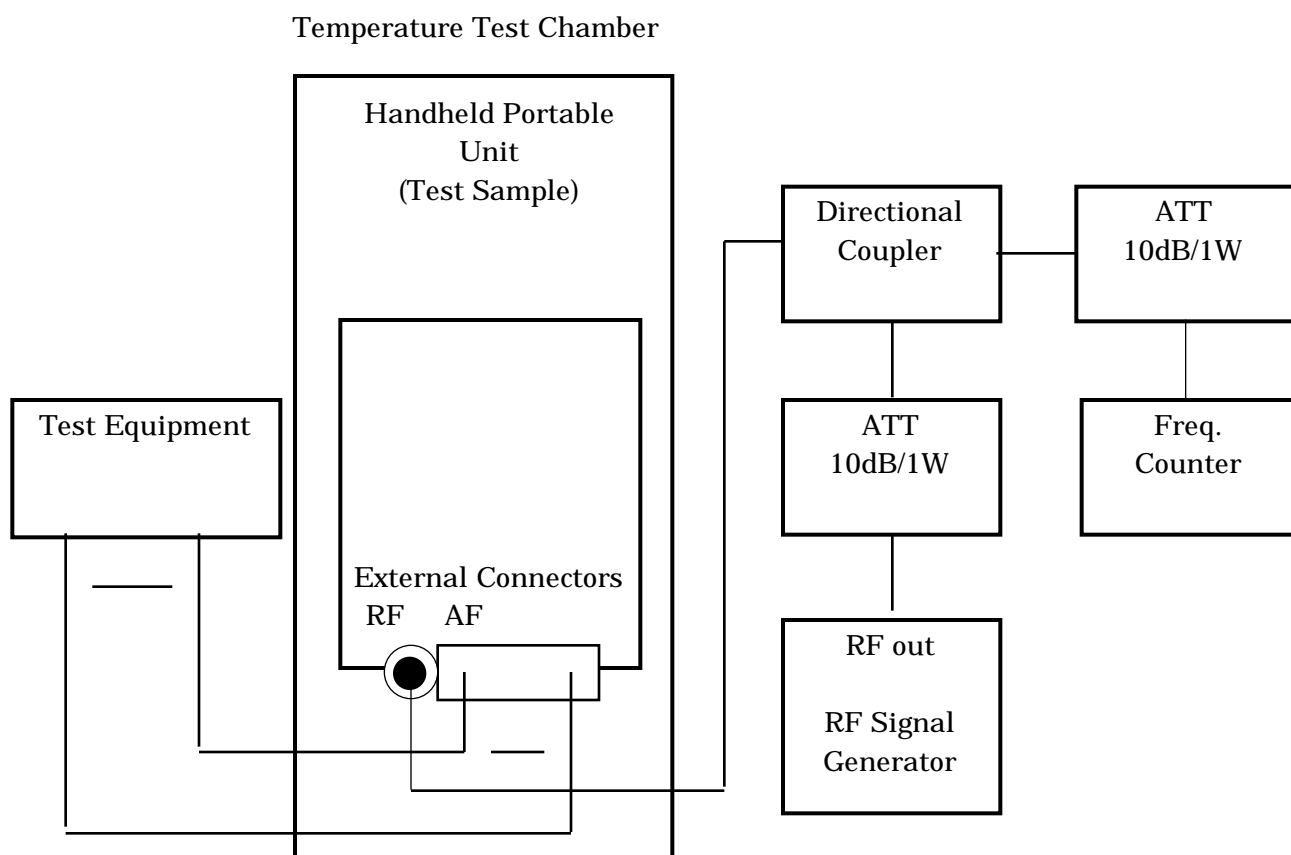 Temperature Test Chamber
Handheld Portable
Unit
(Test Sample)
Directional
Coupler
ATT
10dB/1W
Test Equipment
ATT
10dB/1W
Freq.
Counter
External Connectors
RF AF
RF out
RF Signal
Generator